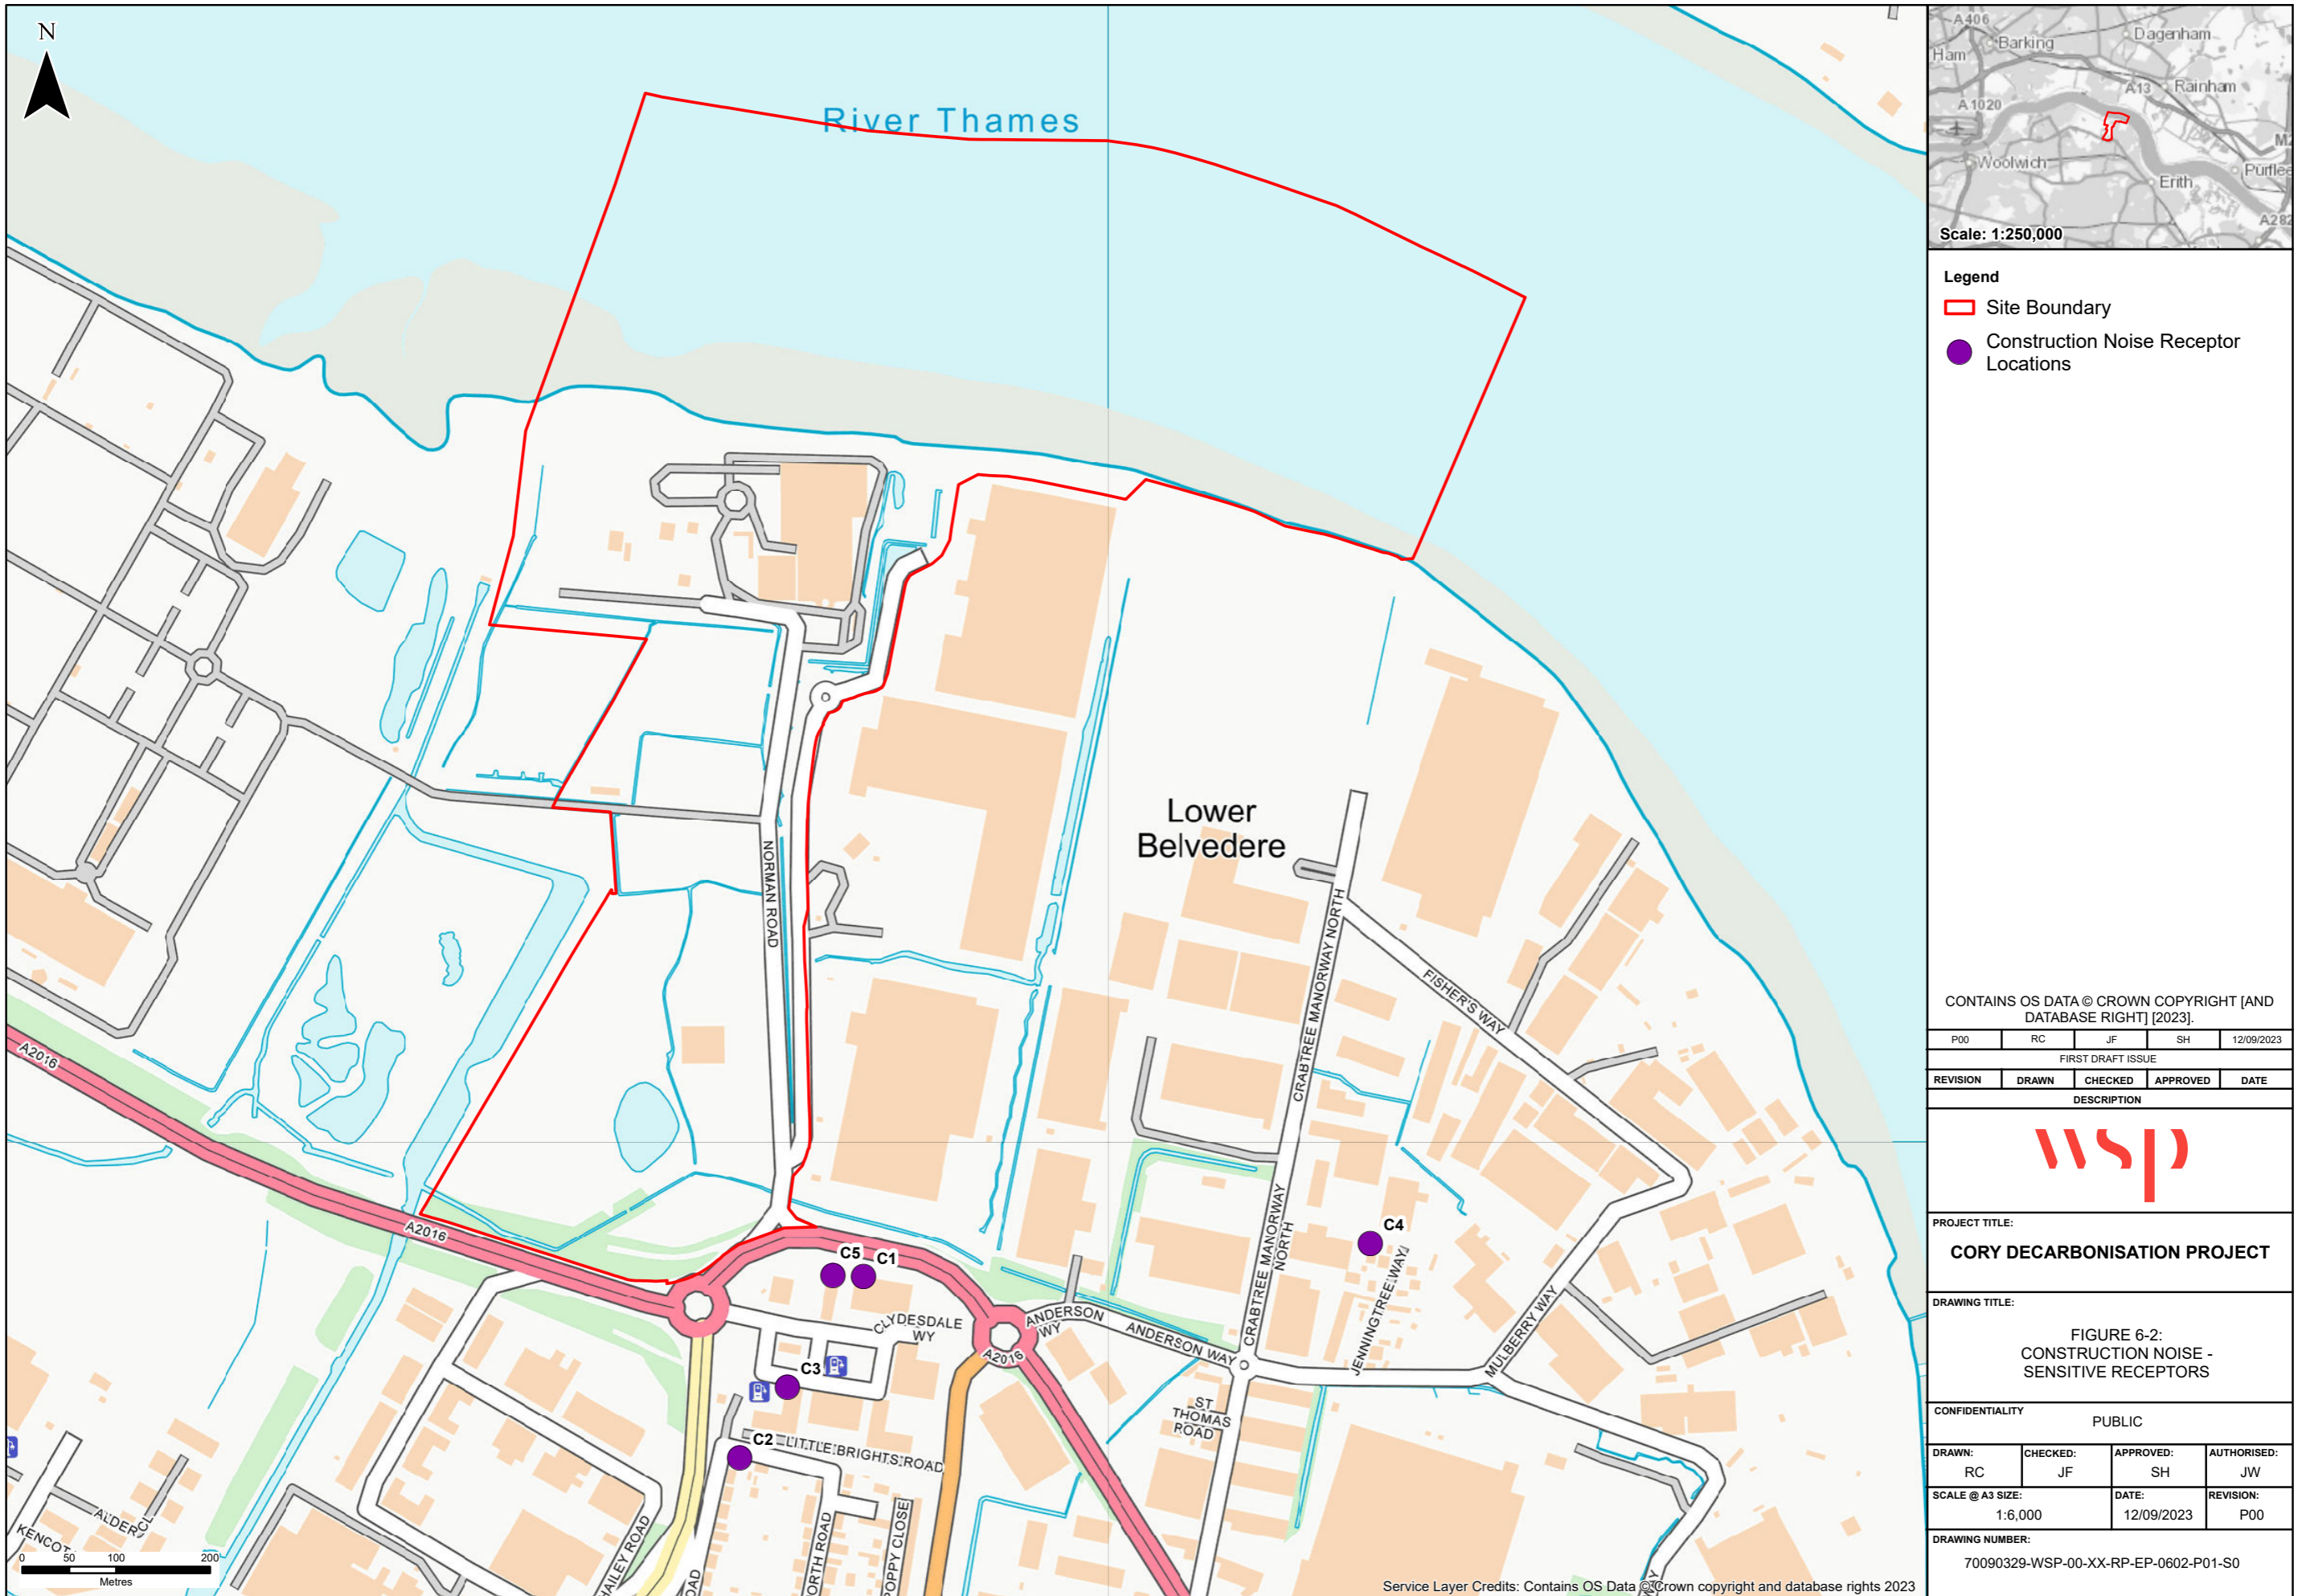 N
River Thames
Lower
Belvedere
NORMAN ROAD
CRABTREE MANORWAY NORTH
FISHER'S WAY
CRABTREE MANORWAY
NORTH
A2016
A2016
C5
C1
C4
CLYDESDALE
WY
ANDERSON
WY
ANDERSON WAY
A2016
JENNINGTREE WAY
MULBERRY WAY
C3
C2
LITTLE BRIGHTS ROAD
ST
THOMAS
ROAD
POPPY CLOSE
HAILEY ROAD
ALDER CL
0 50 100 200
Metres
Service Layer Credits: Contains OS Data © Crown copyright and database rights 2023
A406
Barking
Dagenham
Ham
A13
Rainham
A1020
Woolwich
Erith
A282
Scale: 1:250,000
Legend
Site Boundary
Construction Noise Receptor
Locations
CONTAINS OS DATA © CROWN COPYRIGHT [AND
DATABASE RIGHT] [2023].
P00 RC JF SH 12/09/2023
FIRST DRAFT ISSUE
REVISION DRAWN CHECKED APPROVED DATE
DESCRIPTION
wsp
PROJECT TITLE:
CORY DECARBONISATION PROJECT
DRAWING TITLE:
FIGURE 6-2:
CONSTRUCTION NOISE -
SENSITIVE RECEPTORS
CONFIDENTIALITY
PUBLIC
DRAWN: CHECKED: APPROVED: AUTHORISED:
RC JF SH JW
SCALE @ A3 SIZE: DATE: REVISION:
1:6,000 12/09/2023 P00
DRAWING NUMBER:
70090329-WSP-00-XX-RP-EP-0602-P01-S0